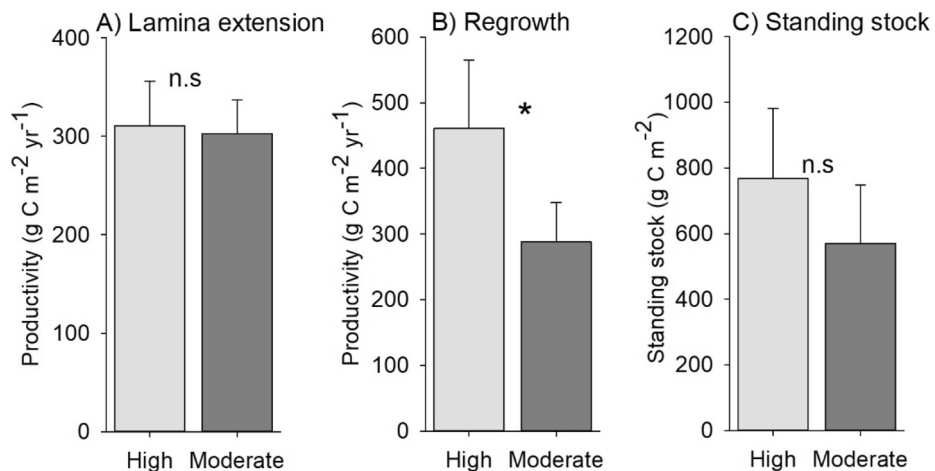 A) Lamina extension
Productivity (g C m⁻² yr⁻¹)
400
300
200
100
0
n.s
High Moderate
B) Regrowth
Productivity (g C m⁻² yr⁻¹)
600
500
400
300
200
100
0
*
High Moderate
C) Standing stock
Standing stock (g C m⁻²)
1200
1000
800
600
400
200
0
n.s
High Moderate